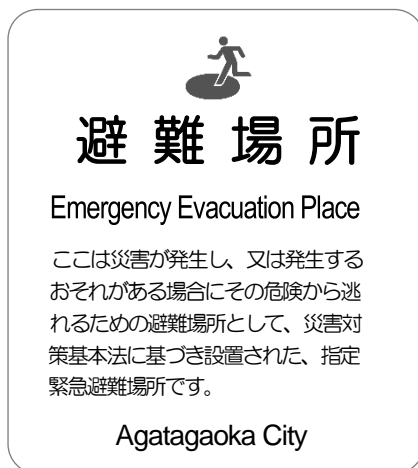 避難場所
Emergency Evacuation Place
ここは災害が発生し、又は発生する
おそれがある場合にその危険から逃
れるための避難場所として、災害対
策基本法に基づき設置された、指定
緊急避難場所です。
Agatagaoka City